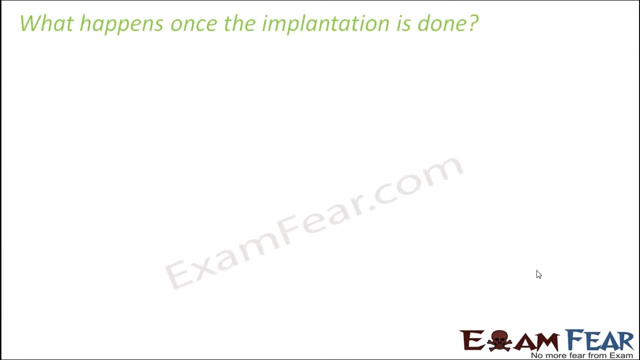 What happens once the implantation is done?
ExamFear.com
EXAM FEAR
No more fear from Exam